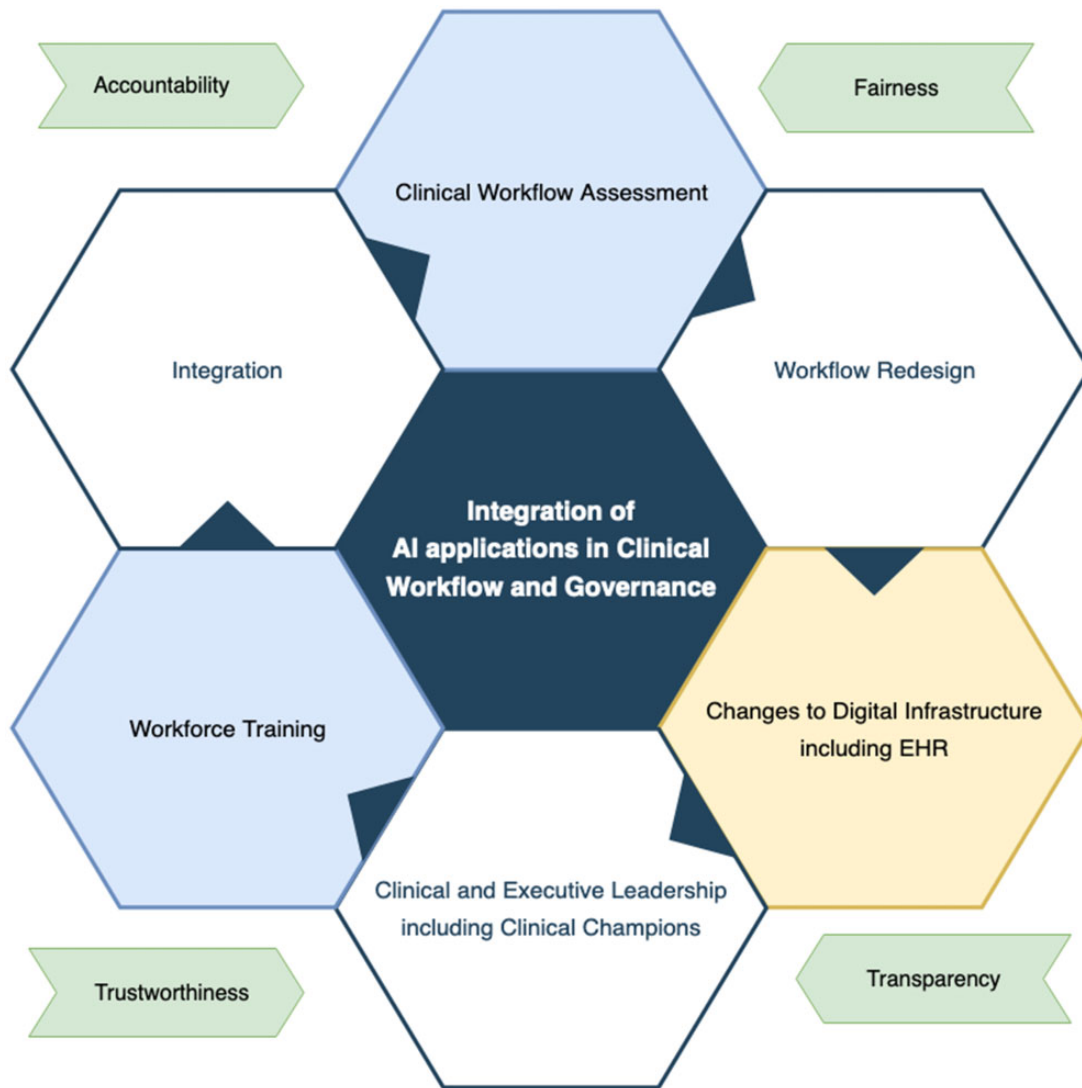 Accountability
Fairness
Clinical Workflow Assessment
Integration
Workflow Redesign
Integration of
AI applications in Clinical
Workflow and Governance
Workforce Training
Changes to Digital Infrastructure
including EHR
Clinical and Executive Leadership
including Clinical Champions
Trustworthiness
Transparency